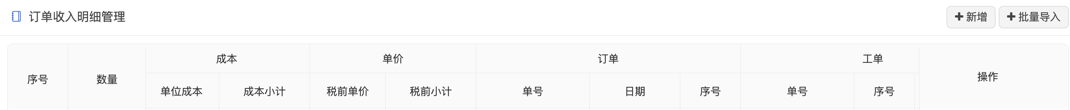 订单收入明细管理
新增 批量导入
序号 数量 成本 单价 订单 工单 操作
单位成本 成本小计 税前单价 税前小计 单号 日期 序号 单号 序号